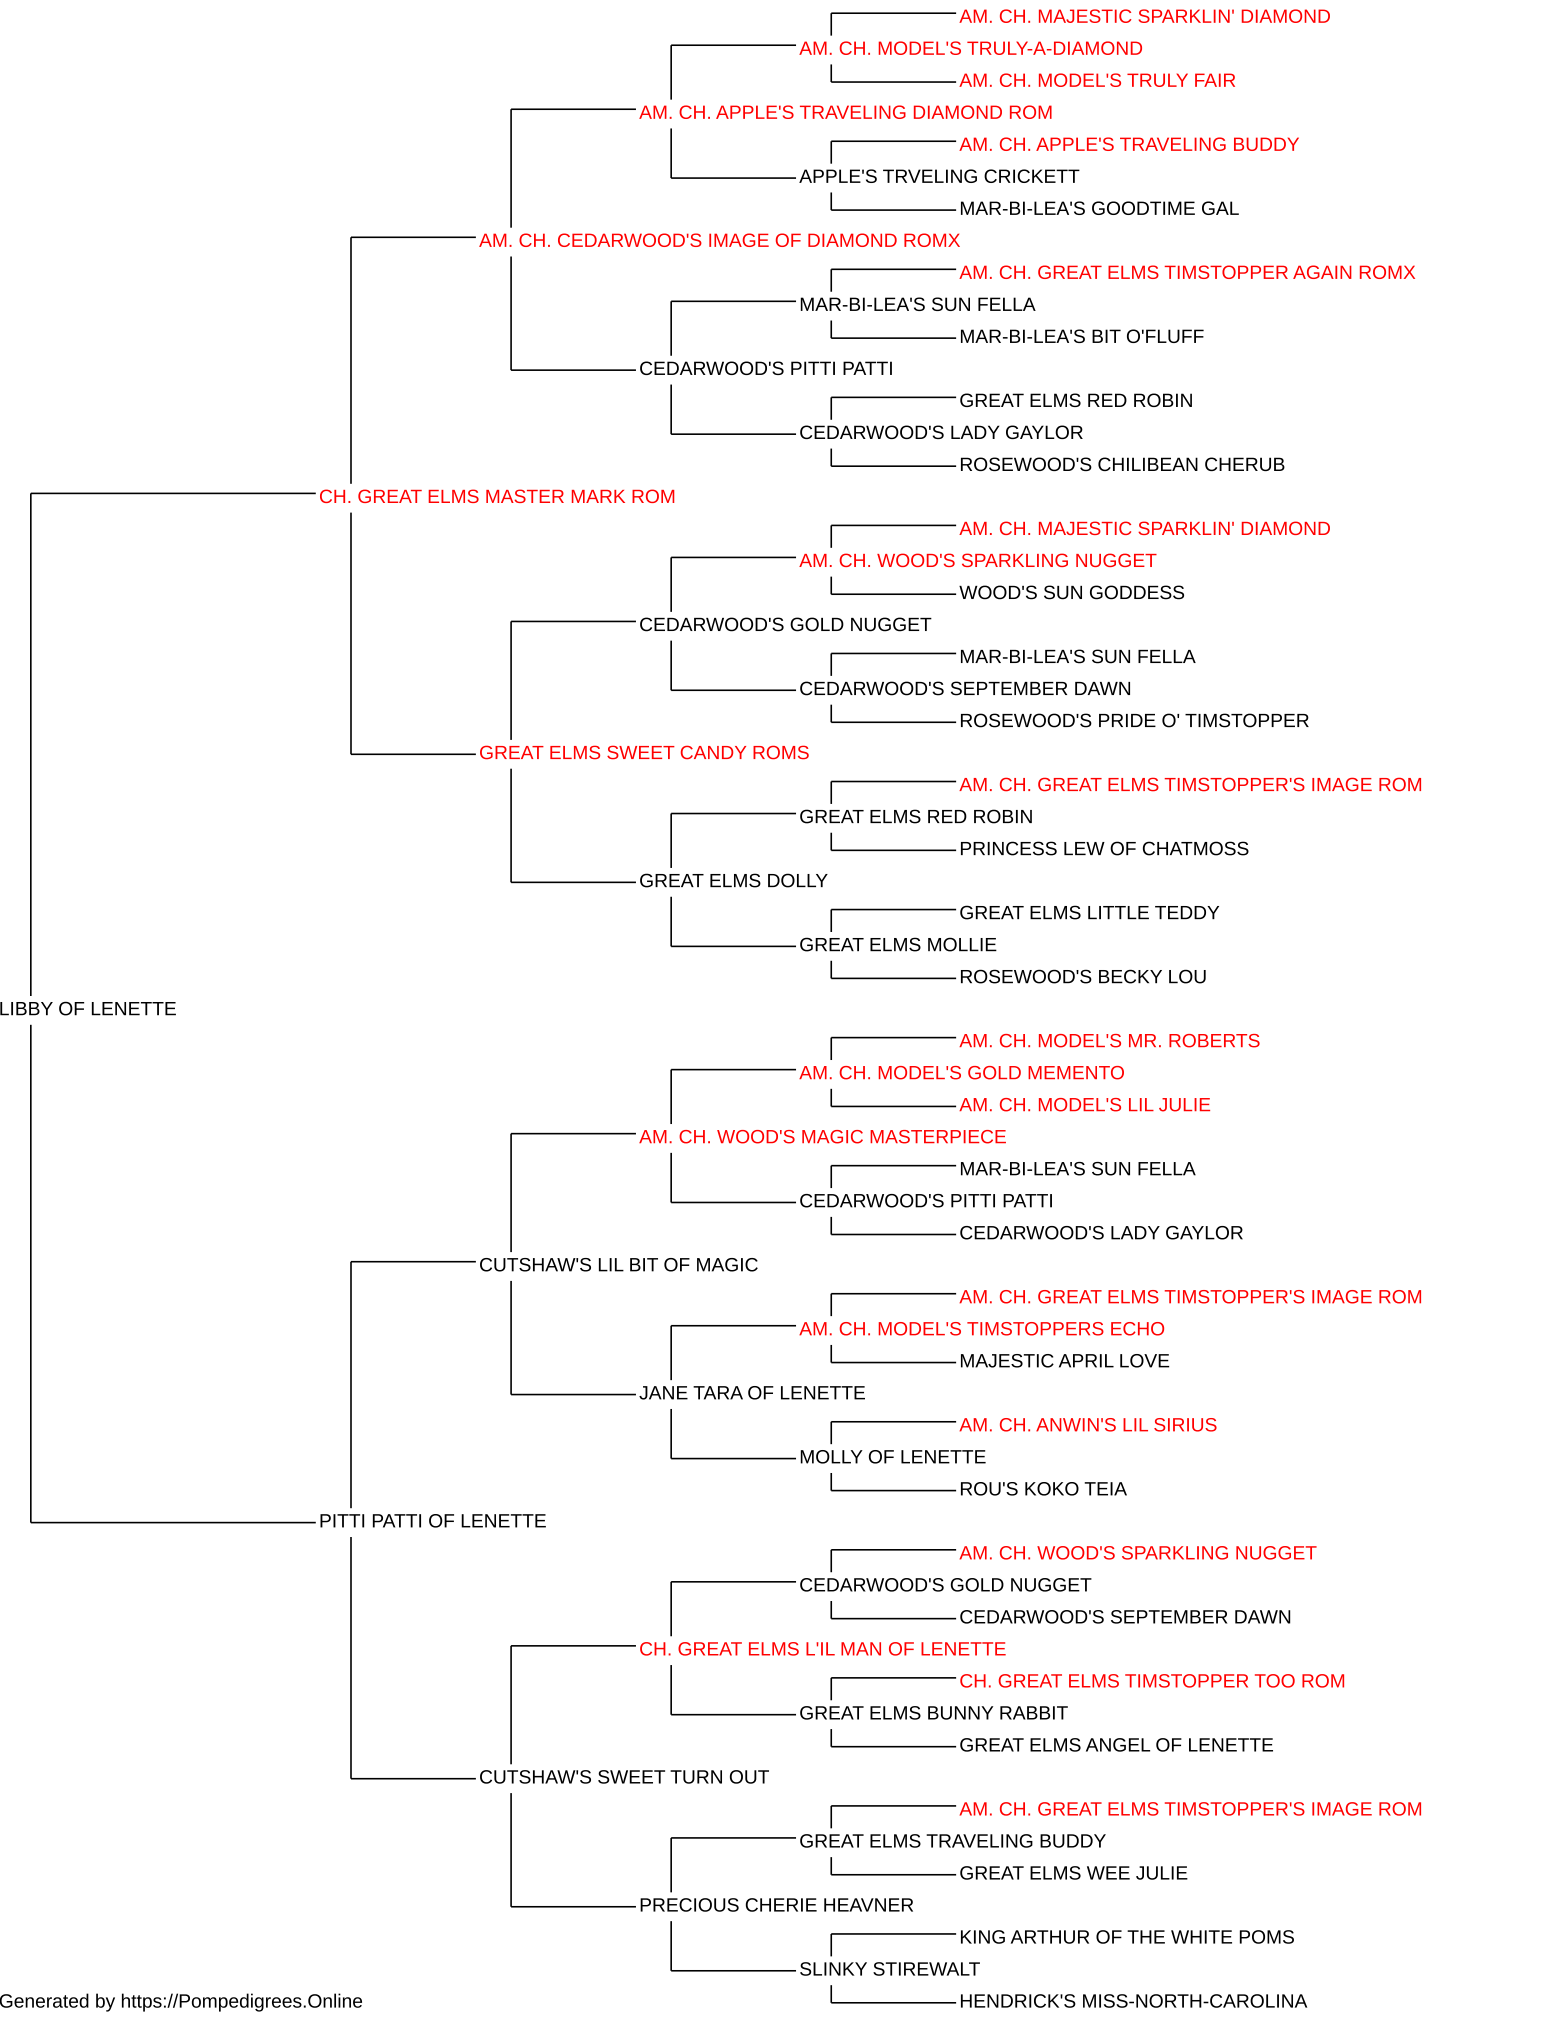 AM. CH. MAJESTIC SPARKLIN' DIAMOND
AM. CH. MODEL'S TRULY-A-DIAMOND
AM. CH. MODEL'S TRULY FAIR
AM. CH. APPLE'S TRAVELING DIAMOND ROM
AM. CH. APPLE'S TRAVELING BUDDY
APPLE'S TRVELING CRICKETT
MAR-BI-LEA'S GOODTIME GAL
AM. CH. CEDARWOOD'S IMAGE OF DIAMOND ROMX
AM. CH. GREAT ELMS TIMSTOPPER AGAIN ROMX
MAR-BI-LEA'S SUN FELLA
MAR-BI-LEA'S BIT O'FLUFF
CEDARWOOD'S PITTI PATTI
GREAT ELMS RED ROBIN
CEDARWOOD'S LADY GAYLOR
ROSEWOOD'S CHILIBEAN CHERUB
CH. GREAT ELMS MASTER MARK ROM
AM. CH. MAJESTIC SPARKLIN' DIAMOND
AM. CH. WOOD'S SPARKLING NUGGET
WOOD'S SUN GODDESS
CEDARWOOD'S GOLD NUGGET
MAR-BI-LEA'S SUN FELLA
CEDARWOOD'S SEPTEMBER DAWN
ROSEWOOD'S PRIDE O' TIMSTOPPER
GREAT ELMS SWEET CANDY ROMS
AM. CH. GREAT ELMS TIMSTOPPER'S IMAGE ROM
GREAT ELMS RED ROBIN
PRINCESS LEW OF CHATMOSS
GREAT ELMS DOLLY
GREAT ELMS LITTLE TEDDY
GREAT ELMS MOLLIE
ROSEWOOD'S BECKY LOU
LIBBY OF LENETTE
AM. CH. MODEL'S MR. ROBERTS
AM. CH. MODEL'S GOLD MEMENTO
AM. CH. MODEL'S LIL JULIE
AM. CH. WOOD'S MAGIC MASTERPIECE
MAR-BI-LEA'S SUN FELLA
CEDARWOOD'S PITTI PATTI
CEDARWOOD'S LADY GAYLOR
CUTSHAW'S LIL BIT OF MAGIC
AM. CH. GREAT ELMS TIMSTOPPER'S IMAGE ROM
AM. CH. MODEL'S TIMSTOPPERS ECHO
MAJESTIC APRIL LOVE
JANE TARA OF LENETTE
AM. CH. ANWIN'S LIL SIRIUS
MOLLY OF LENETTE
ROU'S KOKO TEIA
PITTI PATTI OF LENETTE
AM. CH. WOOD'S SPARKLING NUGGET
CEDARWOOD'S GOLD NUGGET
CEDARWOOD'S SEPTEMBER DAWN
CH. GREAT ELMS L'IL MAN OF LENETTE
CH. GREAT ELMS TIMSTOPPER TOO ROM
GREAT ELMS BUNNY RABBIT
GREAT ELMS ANGEL OF LENETTE
CUTSHAW'S SWEET TURN OUT
AM. CH. GREAT ELMS TIMSTOPPER'S IMAGE ROM
GREAT ELMS TRAVELING BUDDY
GREAT ELMS WEE JULIE
PRECIOUS CHERIE HEAVNER
KING ARTHUR OF THE WHITE POMS
SLINKY STIREWALT
HENDRICK'S MISS-NORTH-CAROLINA
Generated by https://Pompedigrees.Online